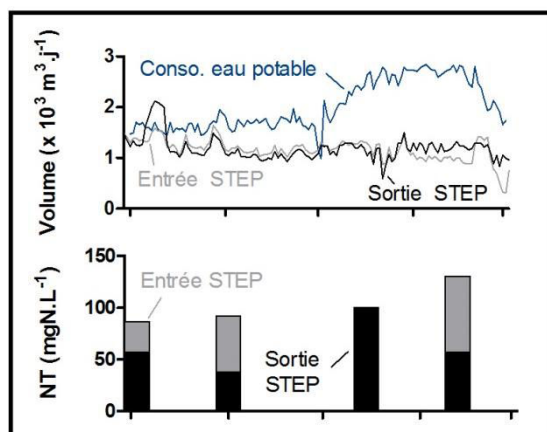 Volume (x 10³ m³·j⁻¹)
3
2
1
0
Conso. eau potable
Entrée STEP
Sortie STEP
NT (mgN.L⁻¹)
150
100
50
0
Entrée STEP
Sortie
STEP